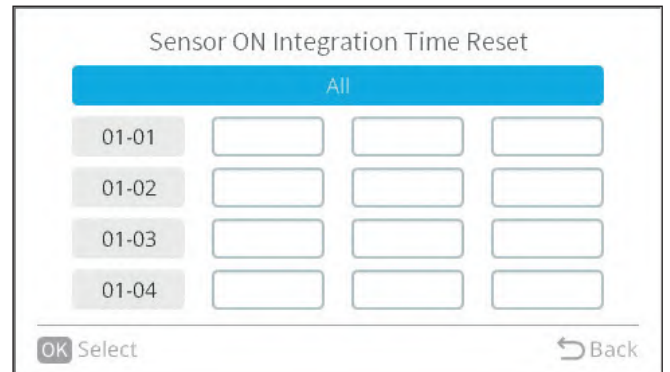 Sensor ON Integration Time Reset
All
01-01
01-02
01-03
01-04
OK Select
Back